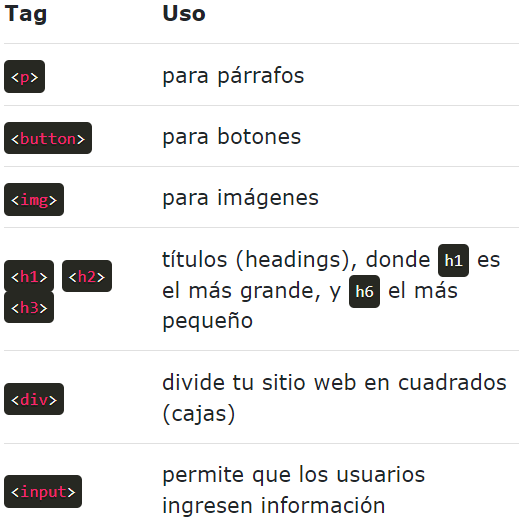 Tag Uso
<p> para párrafos
<button> para botones
<img> para imágenes
<h1> <h2>
<h3>
títulos (headings), donde h1 es
el más grande, y h6 el más
pequeño
<div>
divide tu sitio web en cuadrados
(cajas)
<input>
permite que los usuarios
ingresen información